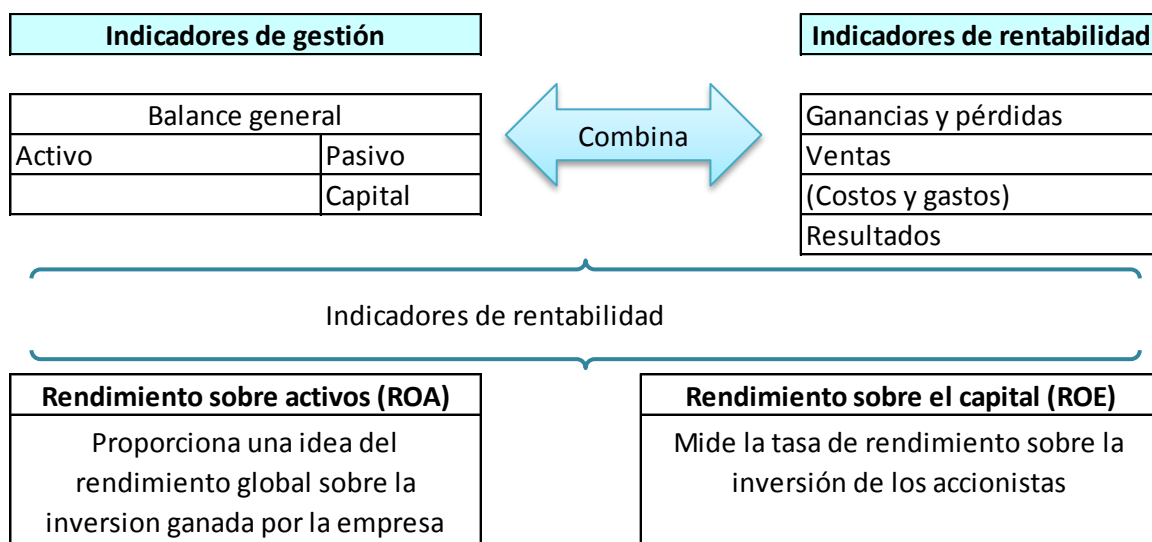 Indicadores de gestión
Indicadores de rentabilidad
Balance general
Activo
Pasivo
Capital
Combina
Ganancias y pérdidas
Ventas
(Costos y gastos)
Resultados
Indicadores de rentabilidad
Rendimiento sobre activos (ROA)
Proporciona una idea del
rendimiento global sobre la
inversion ganada por la empresa
Rendimiento sobre el capital (ROE)
Mide la tasa de rendimiento sobre la
inversión de los accionistas